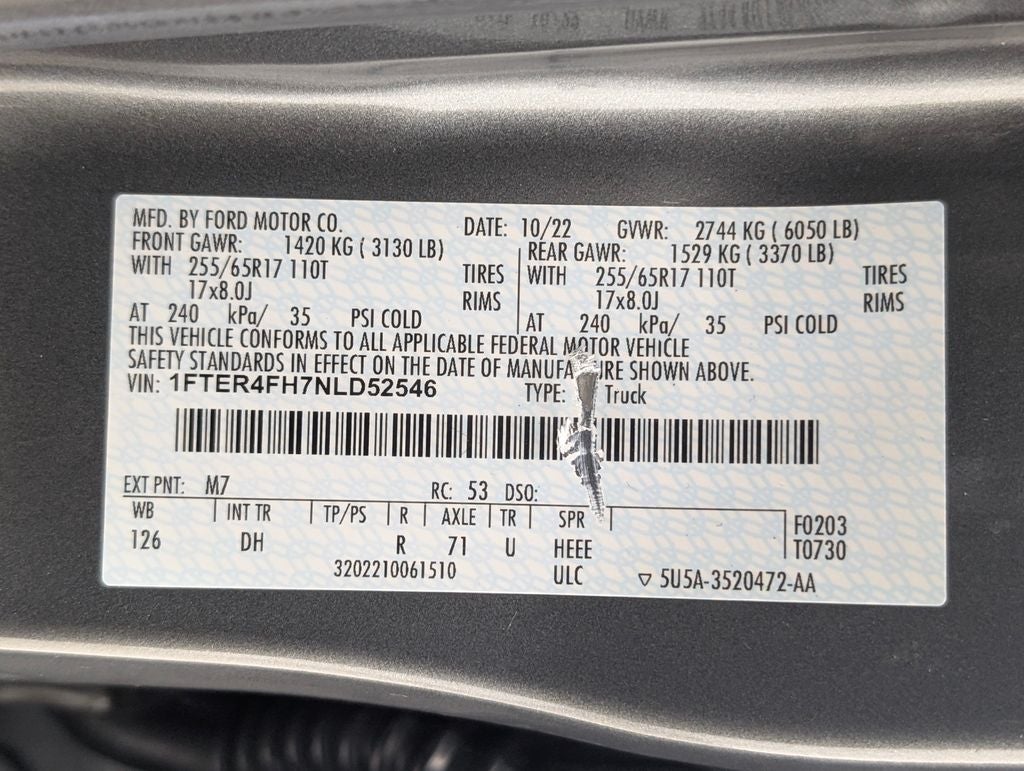 MFD. BY FORD MOTOR CO. DATE: 10/22 GVWR: 2744 KG ( 6050 LB)
FRONT GAWR: 1420 KG ( 3130 LB) REAR GAWR: 1529 KG ( 3370 LB)
WITH 255/65R17 110T TIRES WITH 255/65R17 110T TIRES
17x8.0J RIMS 17x8.0J RIMS
AT 240 kPa/ 35 PSI COLD AT 240 kPa/ 35 PSI COLD
THIS VEHICLE CONFORMS TO ALL APPLICABLE FEDERAL MOTOR VEHICLE
SAFETY STANDARDS IN EFFECT ON THE DATE OF MANUFA URE SHOWN ABOVE.
VIN: 1FTER4FH7NLD52546 TYPE: Truck
EXT PNT: M7 RC: 53 DSO:
WB INT TR TP/PS R AXLE TR SPR F0203
126 DH R 71 U HEEE T0730
3202210061510 ULC ▽ 5U5A-3520472-AA